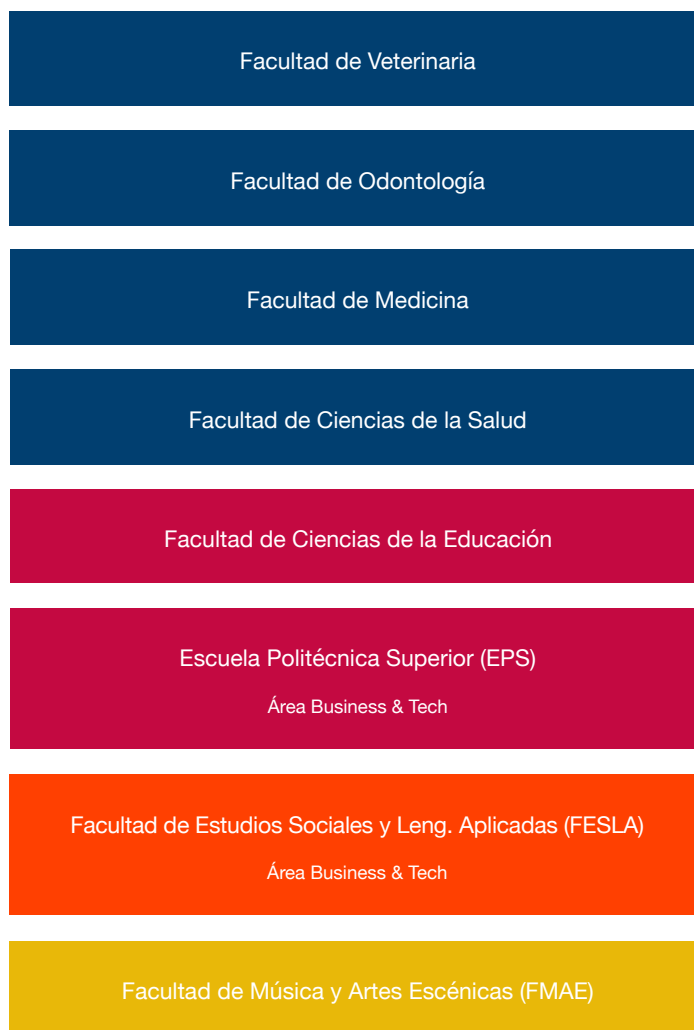 Facultad de Veterinaria
Facultad de Odontología
Facultad de Medicina
Facultad de Ciencias de la Salud
Facultad de Ciencias de la Educación
Escuela Politécnica Superior (EPS)
Área Business & Tech
Facultad de Estudios Sociales y Leng. Aplicadas (FESLA)
Área Business & Tech
Facultad de Música y Artes Escénicas (FMAE)